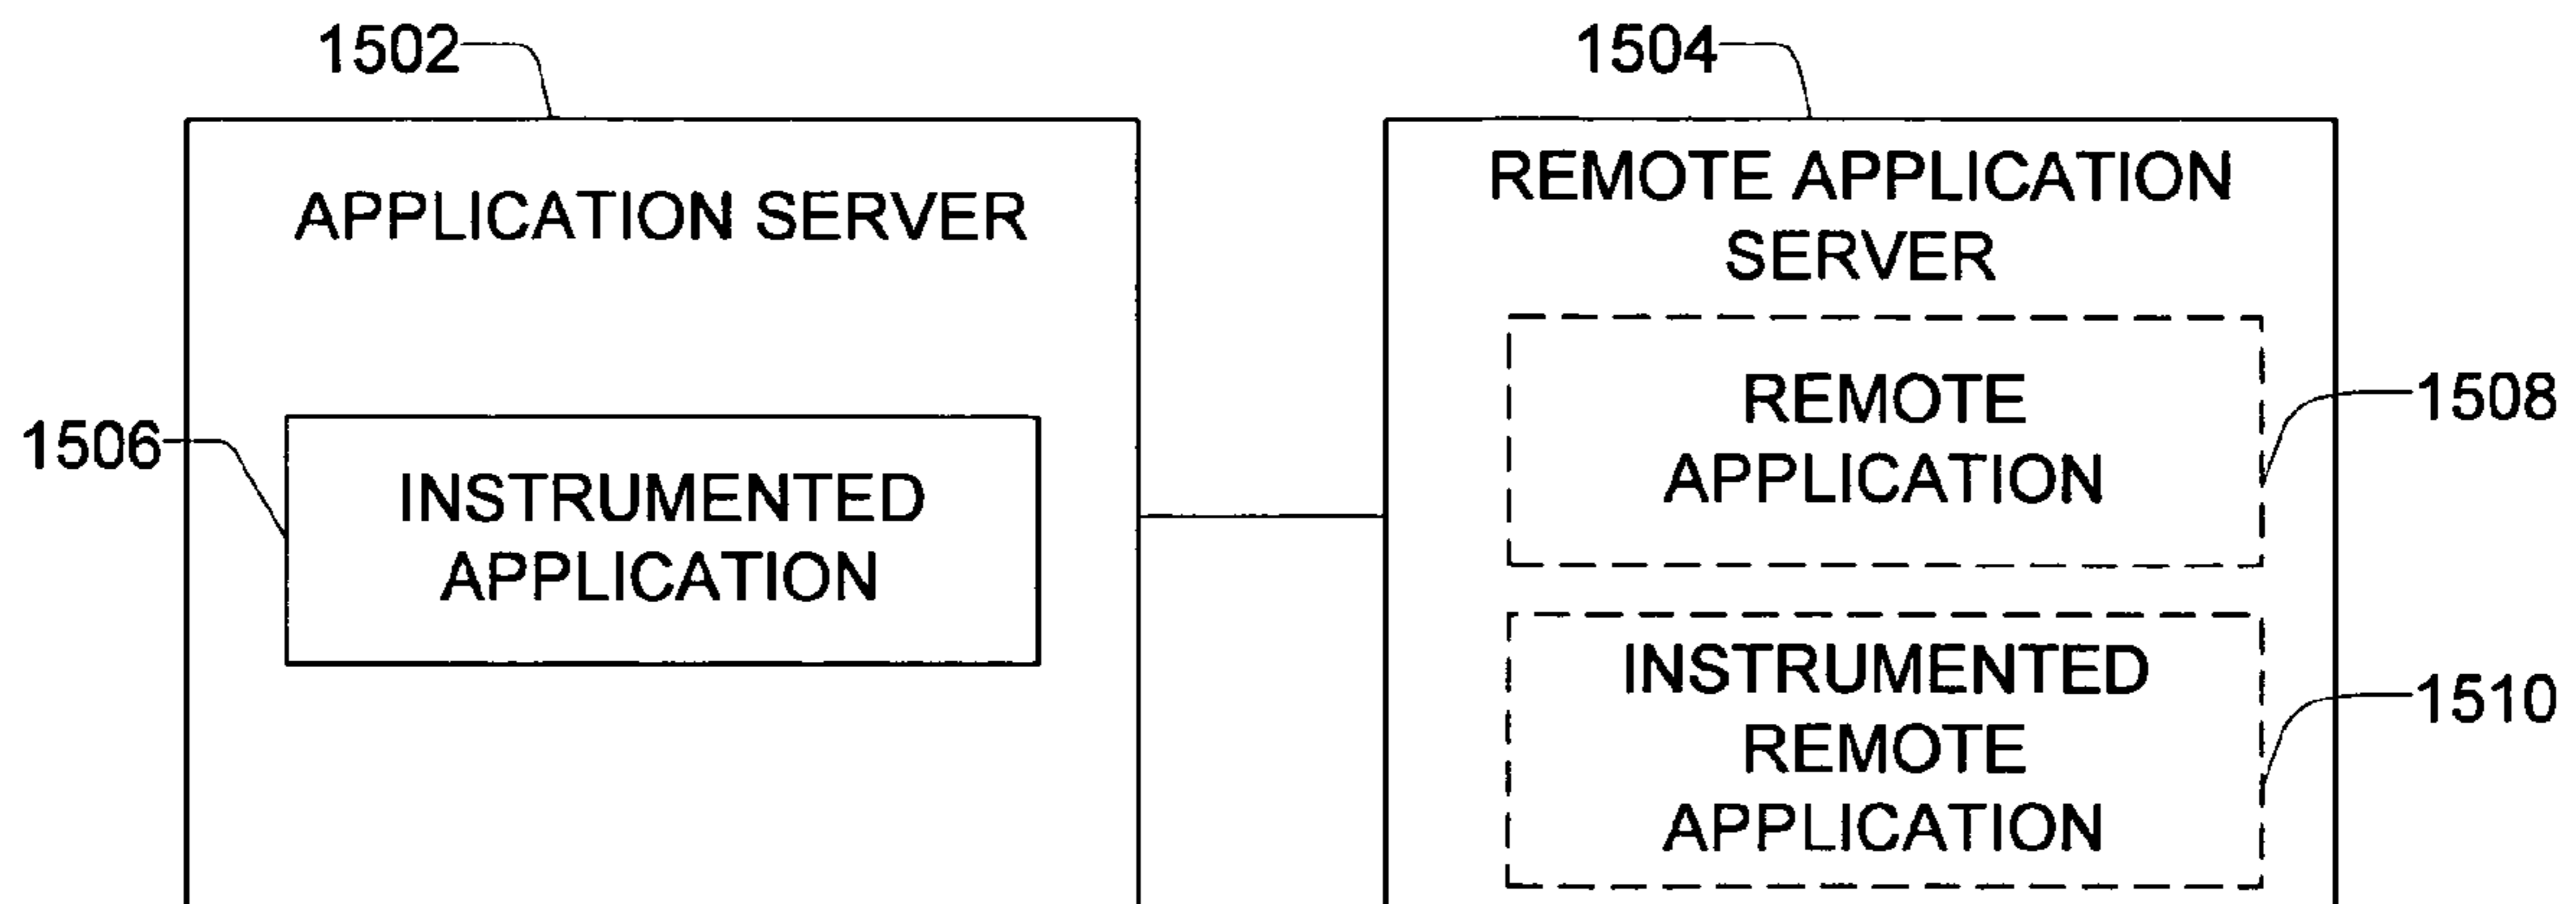 1502
APPLICATION SERVER
1506
INSTRUMENTED
APPLICATION
1504
REMOTE APPLICATION
SERVER
REMOTE
APPLICATION
1508
INSTRUMENTED
REMOTE
APPLICATION
1510